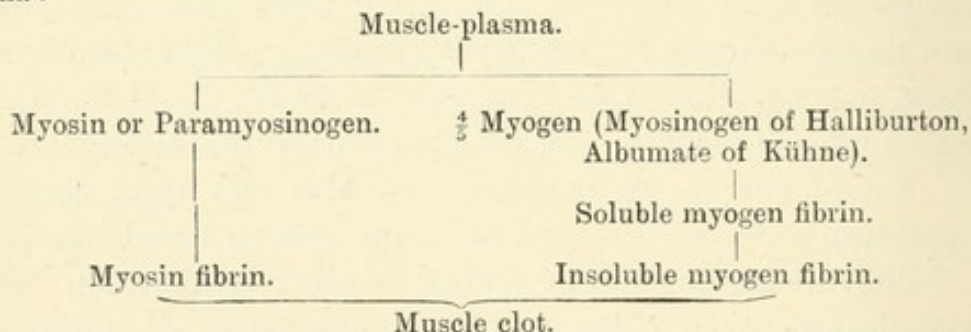 Muscle-plasma.
Myosin or Paramyosinogen. ⅘ Myogen (Myosinogen of Halliburton,
Albumate of Kühne).
Soluble myogen fibrin.
Myosin fibrin. Insoluble myogen fibrin.
Muscle clot.